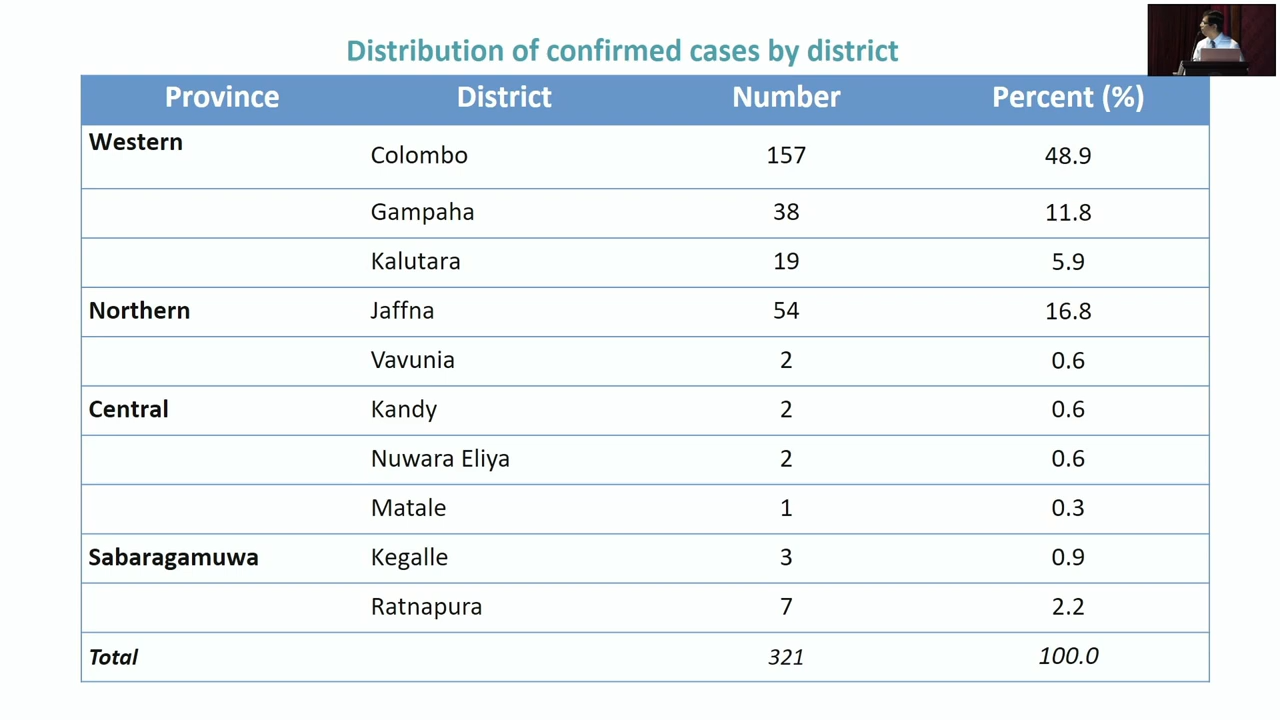 Distribution of confirmed cases by district
Province District Number Percent (%)
Western Colombo 157 48.9
Gampaha 38 11.8
Kalutara 19 5.9
Northern Jaffna 54 16.8
Vavunia 2 0.6
Central Kandy 2 0.6
Nuwara Eliya 2 0.6
Matale 1 0.3
Sabaragamuwa Kegalle 3 0.9
Ratnapura 7 2.2
Total 321 100.0